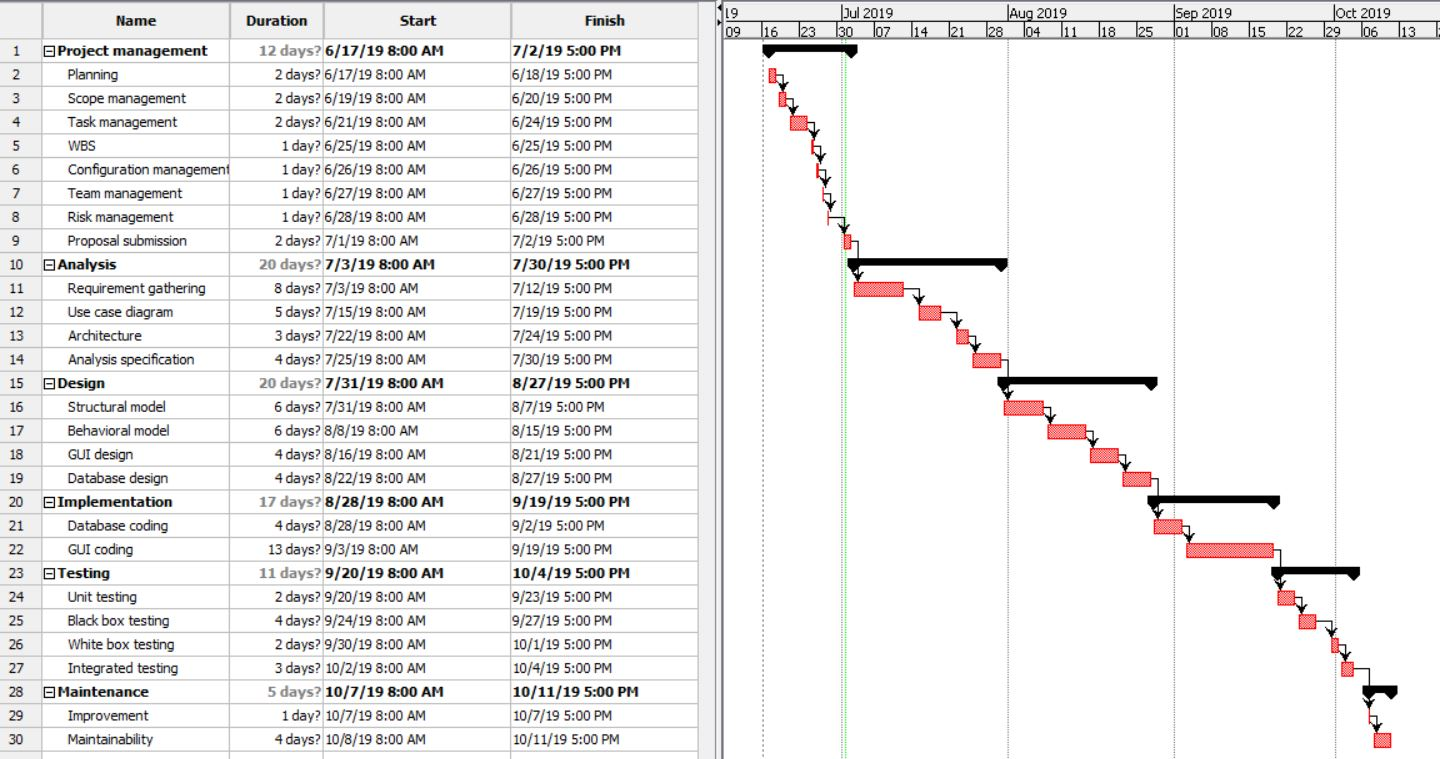 Name Duration Start Finish
19 Jul 2019 Aug 2019 Sep 2019 Oct 2019
09 16 23 30 07 14 21 28 04 11 18 25 01 08 15 22 29 06 13
1 Project management 12 days? 6/17/19 8:00 AM 7/2/19 5:00 PM
2 Planning 2 days? 6/17/19 8:00 AM 6/18/19 5:00 PM
3 Scope management 2 days? 6/19/19 8:00 AM 6/20/19 5:00 PM
4 Task management 2 days? 6/21/19 8:00 AM 6/24/19 5:00 PM
5 WBS 1 day? 6/25/19 8:00 AM 6/25/19 5:00 PM
6 Configuration management 1 day? 6/26/19 8:00 AM 6/26/19 5:00 PM
7 Team management 1 day? 6/27/19 8:00 AM 6/27/19 5:00 PM
8 Risk management 1 day? 6/28/19 8:00 AM 6/28/19 5:00 PM
9 Proposal submission 2 days? 7/1/19 8:00 AM 7/2/19 5:00 PM
10 Analysis 20 days? 7/3/19 8:00 AM 7/30/19 5:00 PM
11 Requirement gathering 8 days? 7/3/19 8:00 AM 7/12/19 5:00 PM
12 Use case diagram 5 days? 7/15/19 8:00 AM 7/19/19 5:00 PM
13 Architecture 3 days? 7/22/19 8:00 AM 7/24/19 5:00 PM
14 Analysis specification 4 days? 7/25/19 8:00 AM 7/30/19 5:00 PM
15 Design 20 days? 7/31/19 8:00 AM 8/27/19 5:00 PM
16 Structural model 6 days? 7/31/19 8:00 AM 8/7/19 5:00 PM
17 Behavioral model 6 days? 8/8/19 8:00 AM 8/15/19 5:00 PM
18 GUI design 4 days? 8/16/19 8:00 AM 8/21/19 5:00 PM
19 Database design 4 days? 8/22/19 8:00 AM 8/27/19 5:00 PM
20 Implementation 17 days? 8/28/19 8:00 AM 9/19/19 5:00 PM
21 Database coding 4 days? 8/28/19 8:00 AM 9/2/19 5:00 PM
22 GUI coding 13 days? 9/3/19 8:00 AM 9/19/19 5:00 PM
23 Testing 11 days? 9/20/19 8:00 AM 10/4/19 5:00 PM
24 Unit testing 2 days? 9/20/19 8:00 AM 9/23/19 5:00 PM
25 Black box testing 4 days? 9/24/19 8:00 AM 9/27/19 5:00 PM
26 White box testing 2 days? 9/30/19 8:00 AM 10/1/19 5:00 PM
27 Integrated testing 3 days? 10/2/19 8:00 AM 10/4/19 5:00 PM
28 Maintenance 5 days? 10/7/19 8:00 AM 10/11/19 5:00 PM
29 Improvement 1 day? 10/7/19 8:00 AM 10/7/19 5:00 PM
30 Maintainability 4 days? 10/8/19 8:00 AM 10/11/19 5:00 PM